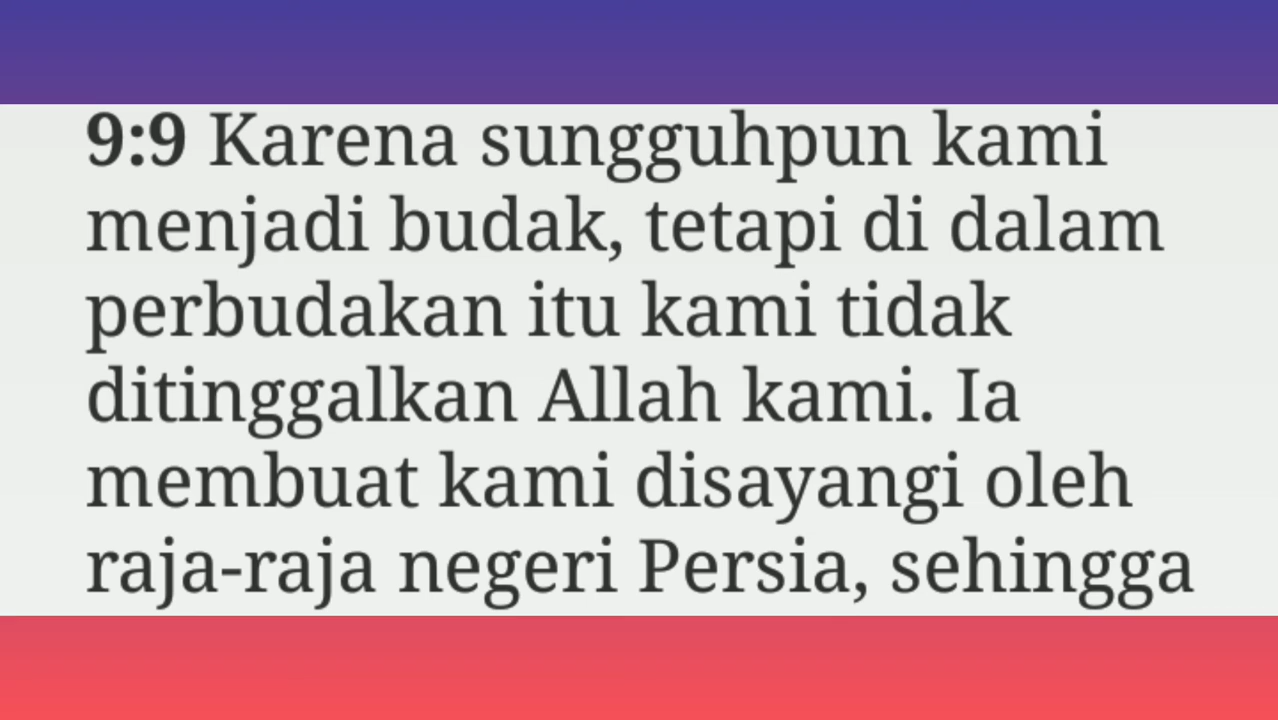 9:9 Karena sungguhpun kami
menjadi budak, tetapi di dalam
perbudakan itu kami tidak
ditinggalkan Allah kami. Ia
membuat kami disayangi oleh
raja-raja negeri Persia, sehingga